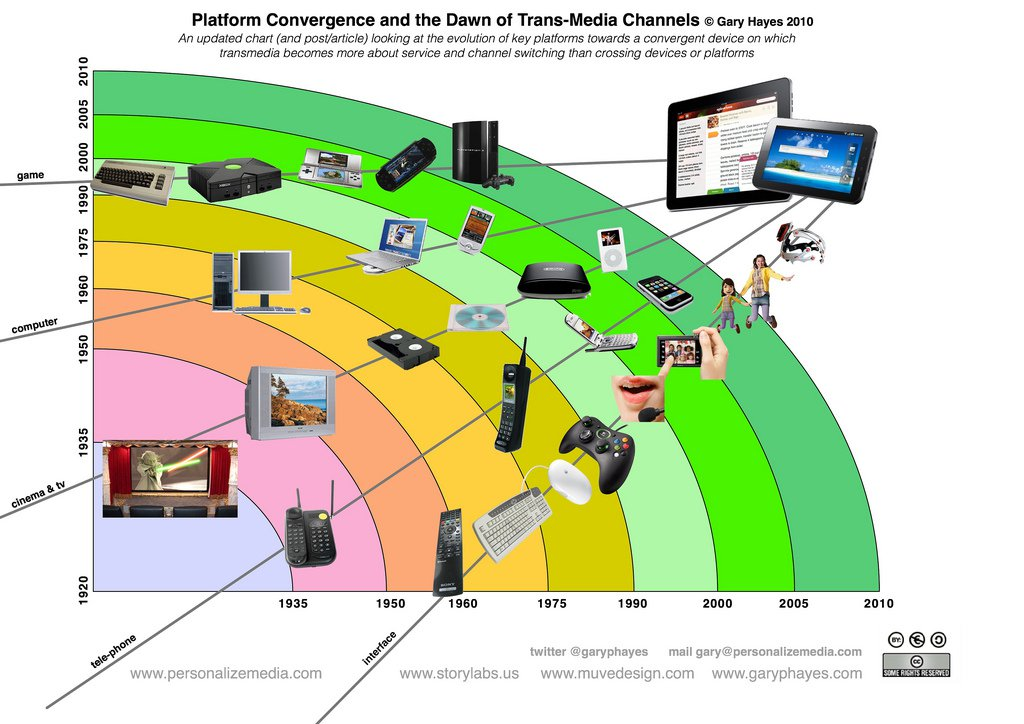 Platform Convergence and the Dawn of Trans-Media Channels © Gary Hayes 2010
An updated chart (and post/article) looking at the evolution of key platforms towards a convergent device on which
transmedia becomes more about service and channel switching than crossing devices or platforms
2010
2005
2000
1990
1975
1960
1950
1935
1920
game
computer
cinema & tv
tele-phone
interface
XBOX
SONY
1935
1950
1960
1975
1990
2000
2005
2010
twitter @garyphayes mail gary@personalizemedia.com
www.personalizemedia.com www.storylabs.us www.muvedesign.com www.garyphayes.com
BY:
cc
SOME RIGHTS RESERVED